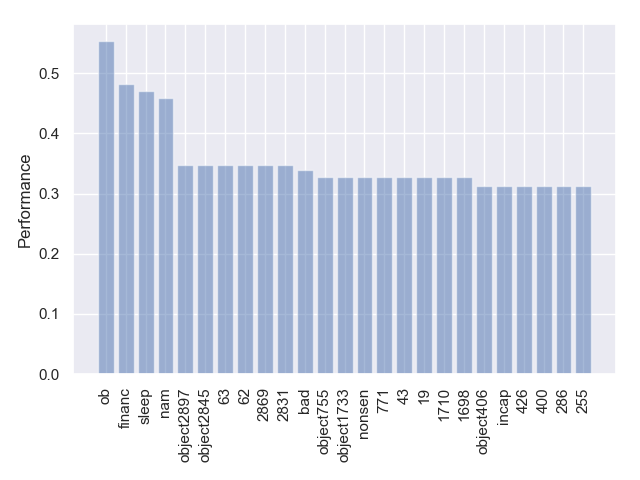 Performance
0.5
0.4
0.3
0.2
0.1
0.0
ob
financ
sleep
nam
object2897
object2845
63
62
2869
2831
bad
object755
object1733
nonsen
771
43
19
1710
1698
object406
incap
426
400
286
255